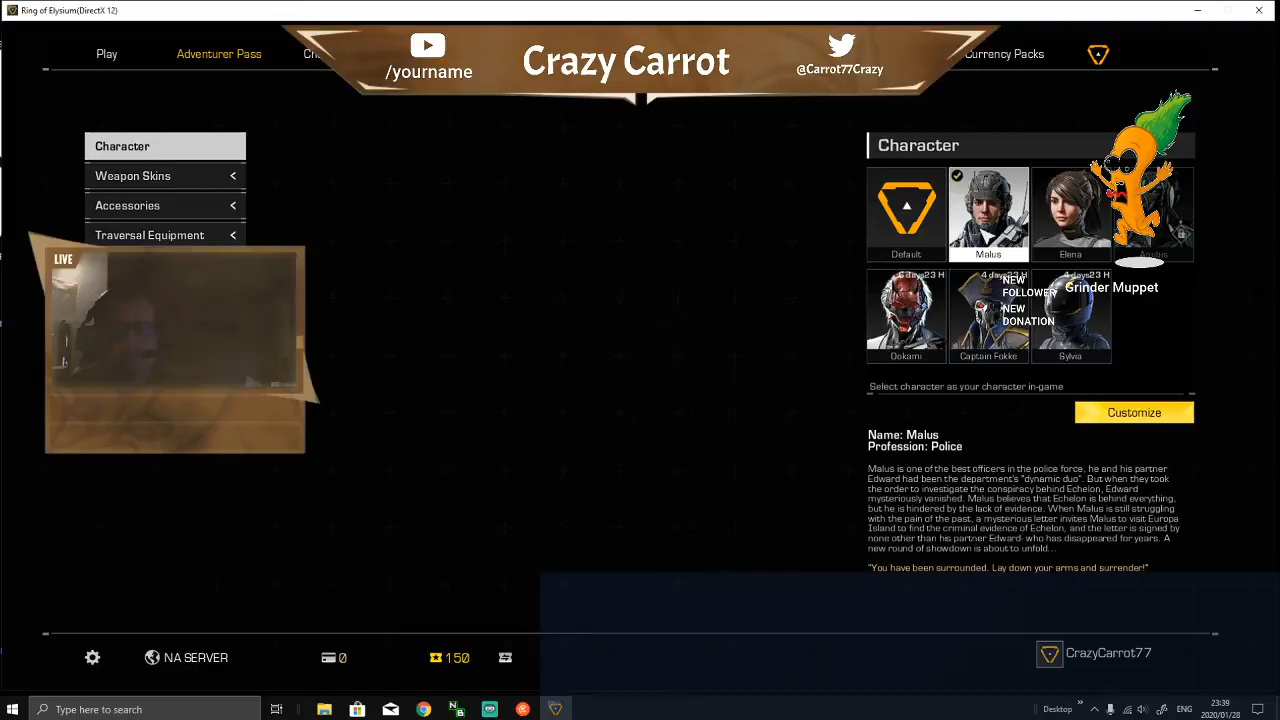 Ring of Elysium(DirectX 12)
Play
Adventurer Pass
Crazy Carrot
/yourname
@Carrot77Crazy
Currency Packs
Character
Weapon Skins <
Accessories <
Traversal Equipment <
LIVE
Character
Default
Malus
Elena
Anubis
6 days23 H
4 days23 H
4 days23 H
Ookami
Captain Fokke
Sylvia
NEW
FOLLOWER
NEW
DONATION
Grinder Muppet
Select character as your character in-game
Customize
Name: Malus
Profession: Police
Malus is one of the best officers in the police force, he and his partner
Edward had been the department's "dynamic duo". But when they took
the order to investigate the conspiracy behind Echelon, Edward
mysteriously vanished. Malus believes that Echelon is behind everything,
but he is hindered by the lack of evidence. When Malus is still struggling
with the pain of the past, a mysterious letter invites Malus to visit Europa
Island to find the criminal evidence of Echelon, and the letter is signed by
none other than his partner Edward- who has disappeared for years. A
new round of showdown is about to unfold...
"You have been surrounded. Lay down your arms and surrender!"
NA SERVER
0
150
CrazyCarrot77
Type here to search
Desktop
ENG
23:39
2020/01/28